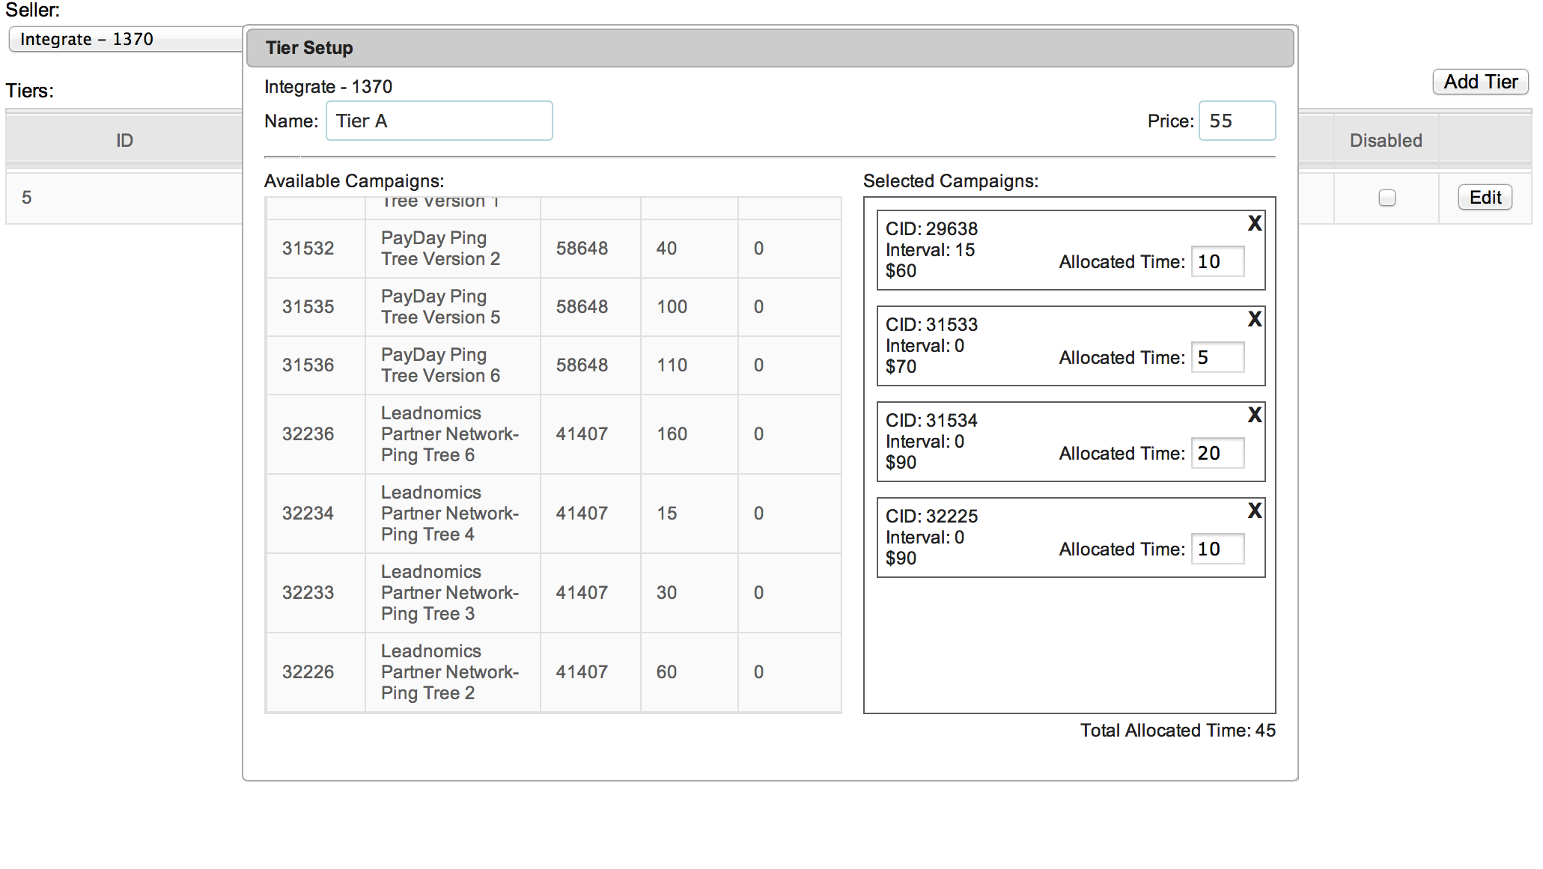 Seller:
Integrate - 1370
Tiers:
Add Tier
ID
Disabled
5
Edit
Tier Setup
Integrate - 1370
Name: Tier A
Price: 55
Available Campaigns:
Tree Version 1
31532 PayDay Ping Tree Version 2 58648 40 0
31535 PayDay Ping Tree Version 5 58648 100 0
31536 PayDay Ping Tree Version 6 58648 110 0
32236 Leadnomics Partner Network- Ping Tree 6 41407 160 0
32234 Leadnomics Partner Network- Ping Tree 4 41407 15 0
32233 Leadnomics Partner Network- Ping Tree 3 41407 30 0
32226 Leadnomics Partner Network- Ping Tree 2 41407 60 0
Selected Campaigns:
X
CID: 29638
Interval: 15
$60
Allocated Time: 10
X
CID: 31533
Interval: 0
$70
Allocated Time: 5
X
CID: 31534
Interval: 0
$90
Allocated Time: 20
X
CID: 32225
Interval: 0
$90
Allocated Time: 10
Total Allocated Time: 45